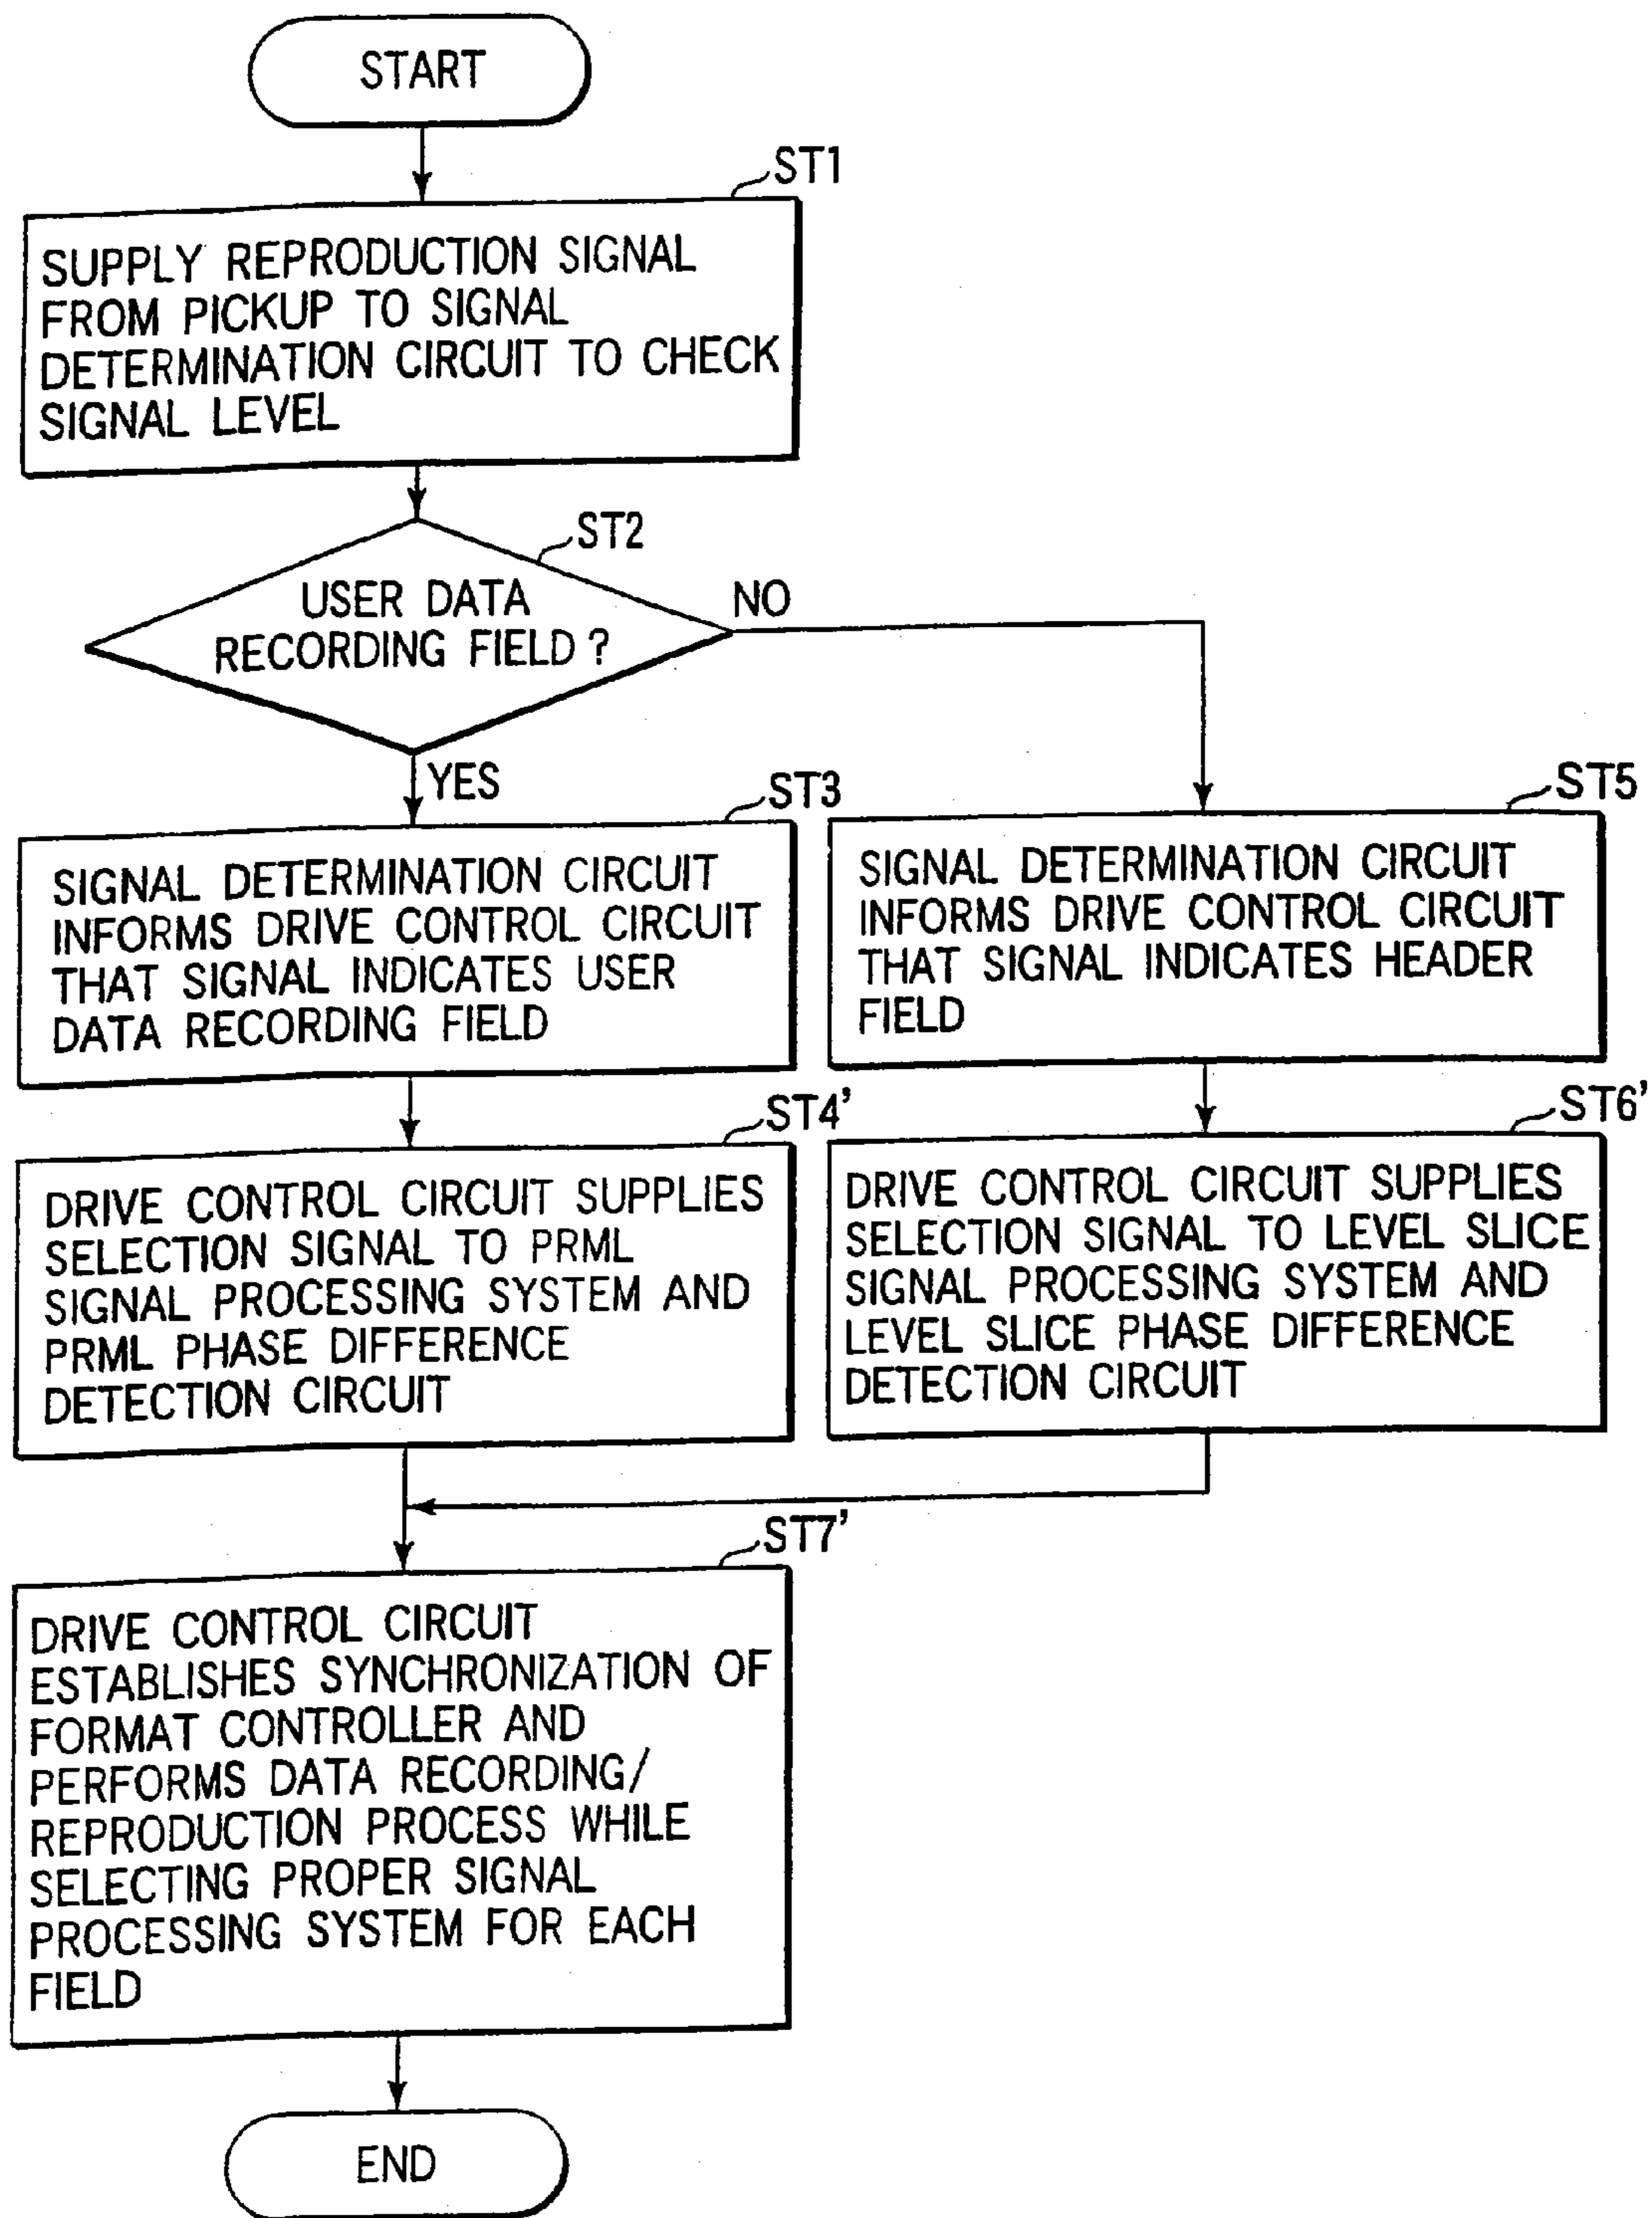 START
ST1
SUPPLY REPRODUCTION SIGNAL
FROM PICKUP TO SIGNAL
DETERMINATION CIRCUIT TO CHECK
SIGNAL LEVEL
ST2
USER DATA
RECORDING FIELD ?
NO
YES
ST3
SIGNAL DETERMINATION CIRCUIT
INFORMS DRIVE CONTROL CIRCUIT
THAT SIGNAL INDICATES USER
DATA RECORDING FIELD
ST5
SIGNAL DETERMINATION CIRCUIT
INFORMS DRIVE CONTROL CIRCUIT
THAT SIGNAL INDICATES HEADER
FIELD
ST4'
DRIVE CONTROL CIRCUIT SUPPLIES
SELECTION SIGNAL TO PRML
SIGNAL PROCESSING SYSTEM AND
PRML PHASE DIFFERENCE
DETECTION CIRCUIT
ST6'
DRIVE CONTROL CIRCUIT SUPPLIES
SELECTION SIGNAL TO LEVEL SLICE
SIGNAL PROCESSING SYSTEM AND
LEVEL SLICE PHASE DIFFERENCE
DETECTION CIRCUIT
ST7'
DRIVE CONTROL CIRCUIT
ESTABLISHES SYNCHRONIZATION OF
FORMAT CONTROLLER AND
PERFORMS DATA RECORDING/
REPRODUCTION PROCESS WHILE
SELECTING PROPER SIGNAL
PROCESSING SYSTEM FOR EACH
FIELD
END